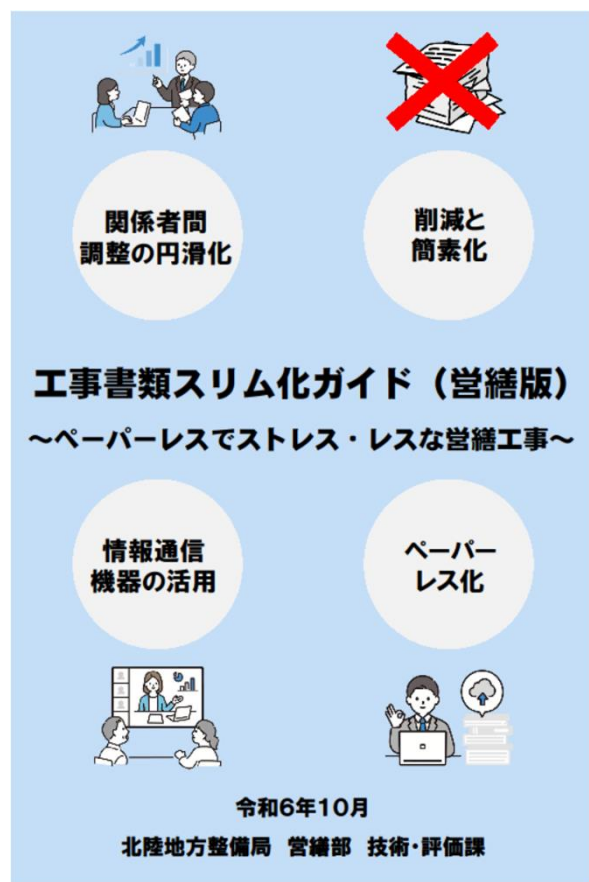 関係者間
調整の円滑化
削減と
簡素化
工事書類スリム化ガイド（営繕版）
～ペーパーレスでストレス・レスな営繕工事～
情報通信
機器の活用
ペーパー
レス化
令和6年10月
北陸地方整備局　営繕部　技術・評価課